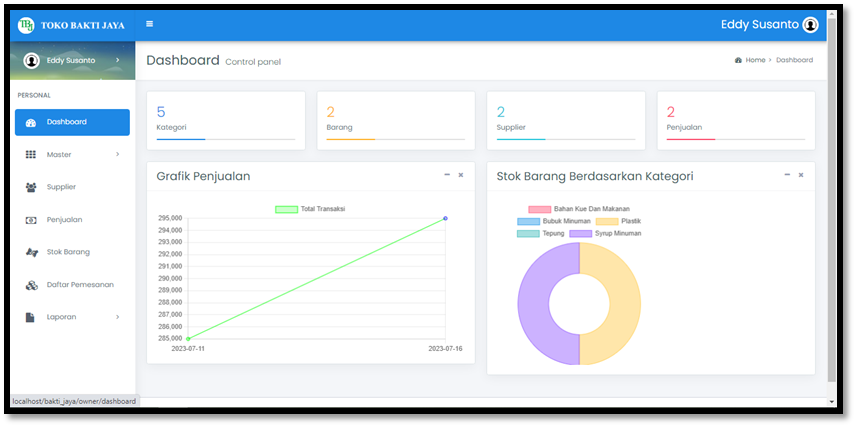 TBJ TOKO BAKTI JAYA
Eddy Susanto
Eddy Susanto
PERSONAL
Dashboard
Master
Supplier
Penjualan
Stok Barang
Daftar Pemesanan
Laporan
Dashboard Control panel
Home > Dashboard
5
Kategori
2
Barang
2
Supplier
2
Penjualan
Grafik Penjualan
Total Transaksi
295,000
294,000
293,000
292,000
291,000
290,000
289,000
288,000
287,000
286,000
285,000
2023-07-11 2023-07-16
Stok Barang Berdasarkan Kategori
Bahan Kue Dan Makanan
Bubuk Minuman Plastik
Tepung Syrup Minuman
localhost/bakti_jaya/owner/dashboard